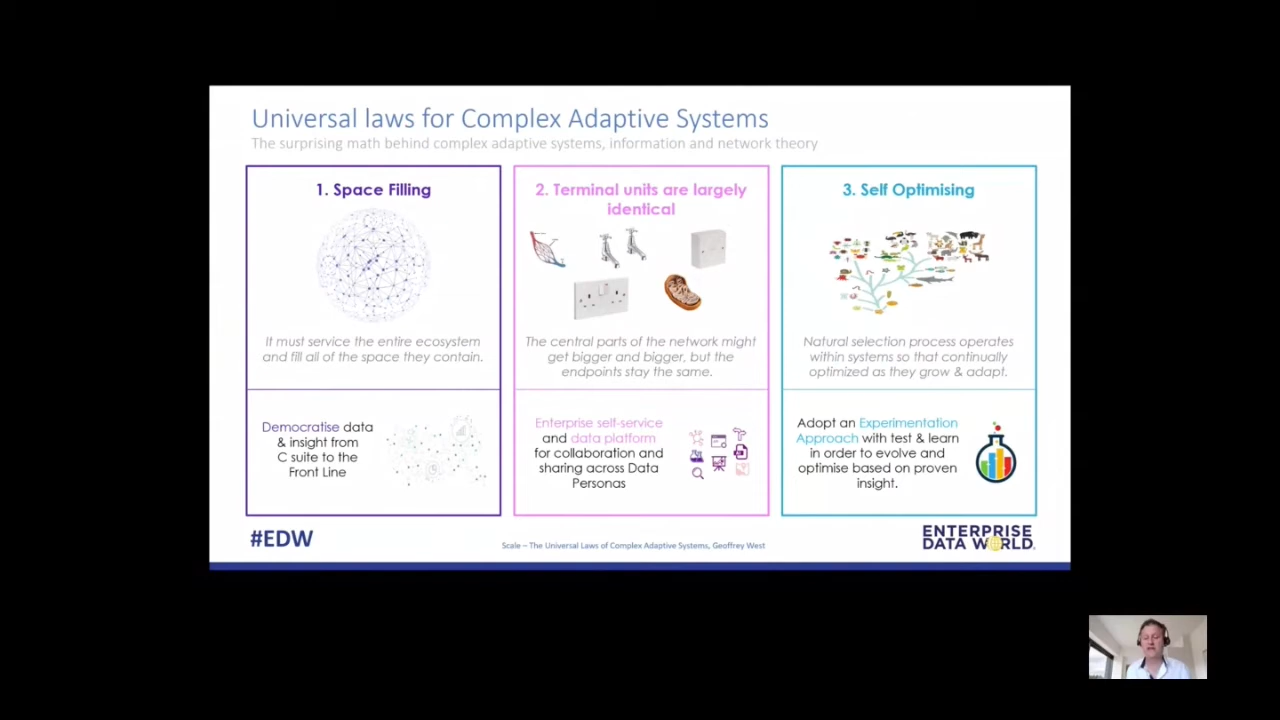 Universal laws for Complex Adaptive Systems
The surprising math behind complex adaptive systems, information and network theory
1. Space Filling
It must service the entire ecosystem
and fill all of the space they contain.
Democratise data
& insight from
C suite to the
Front Line
2. Terminal units are largely
identical
The central parts of the network might
get bigger and bigger, but the
endpoints stay the same.
Enterprise self-service
and data platform
for collaboration and
sharing across Data
Personas
3. Self Optimising
Natural selection process operates
within systems so that continually
optimized as they grow & adapt.
Adopt an Experimentation
Approach with test & learn
in order to evolve and
optimise based on proven
insight.
#EDW
Scale – The Universal Laws of Complex Adaptive Systems, Geoffrey West
ENTERPRISE
DATA WORLD.